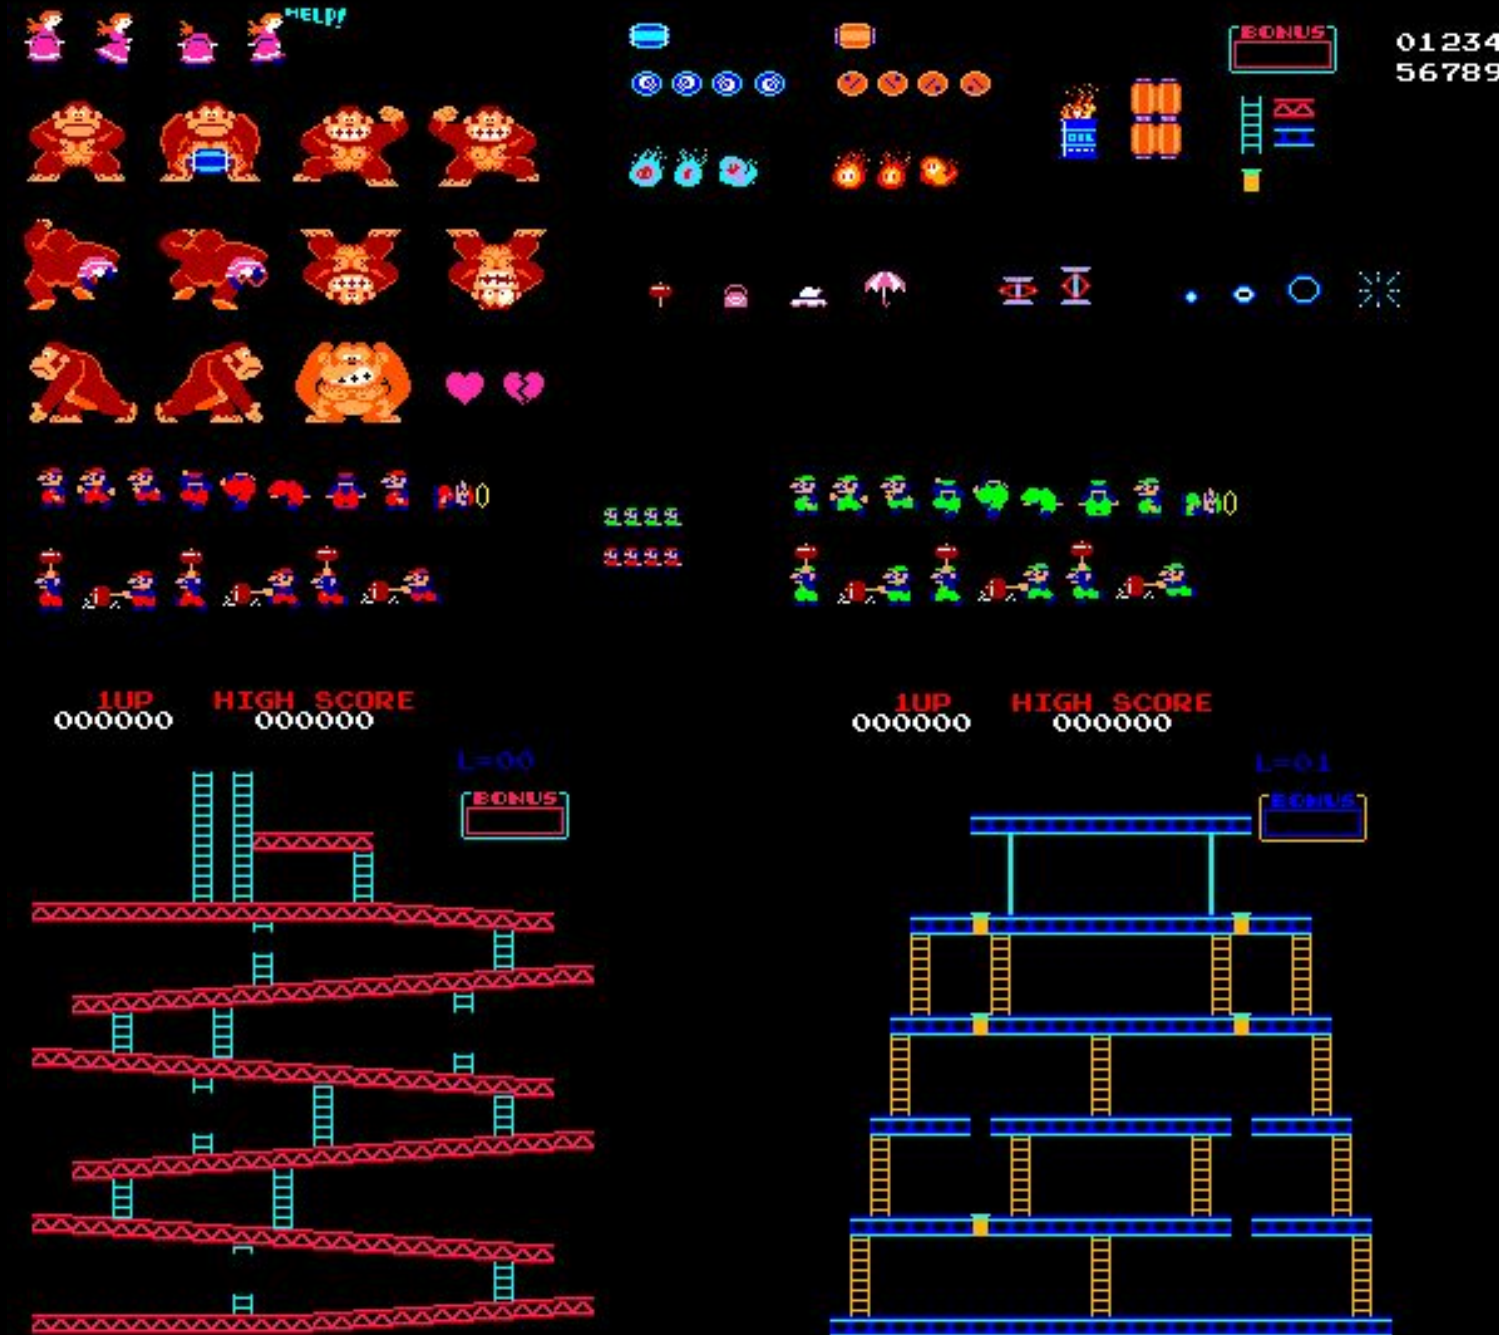 HELP!
BONUS
01234
56789
OIL
1UP HIGH SCORE
000000 000000
L=00
BONUS
1UP HIGH SCORE
000000 000000
L=01
BONUS